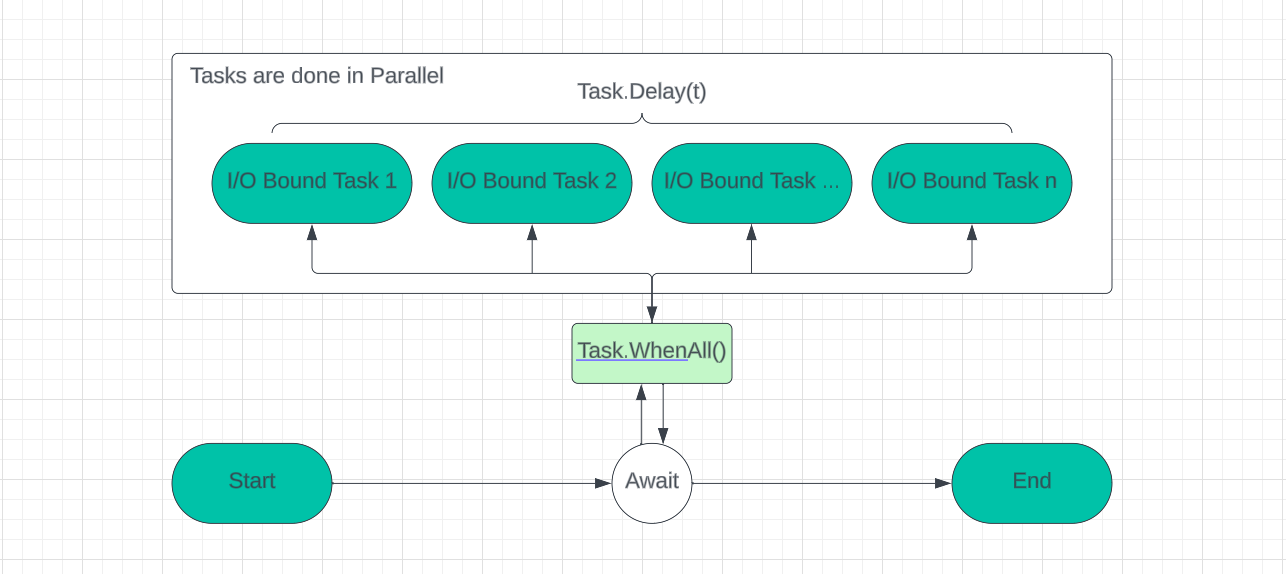 Tasks are done in Parallel
Task.Delay(t)
I/O Bound Task 1
I/O Bound Task 2
I/O Bound Task ...
I/O Bound Task n
Task.WhenAll()
Start
Await
End